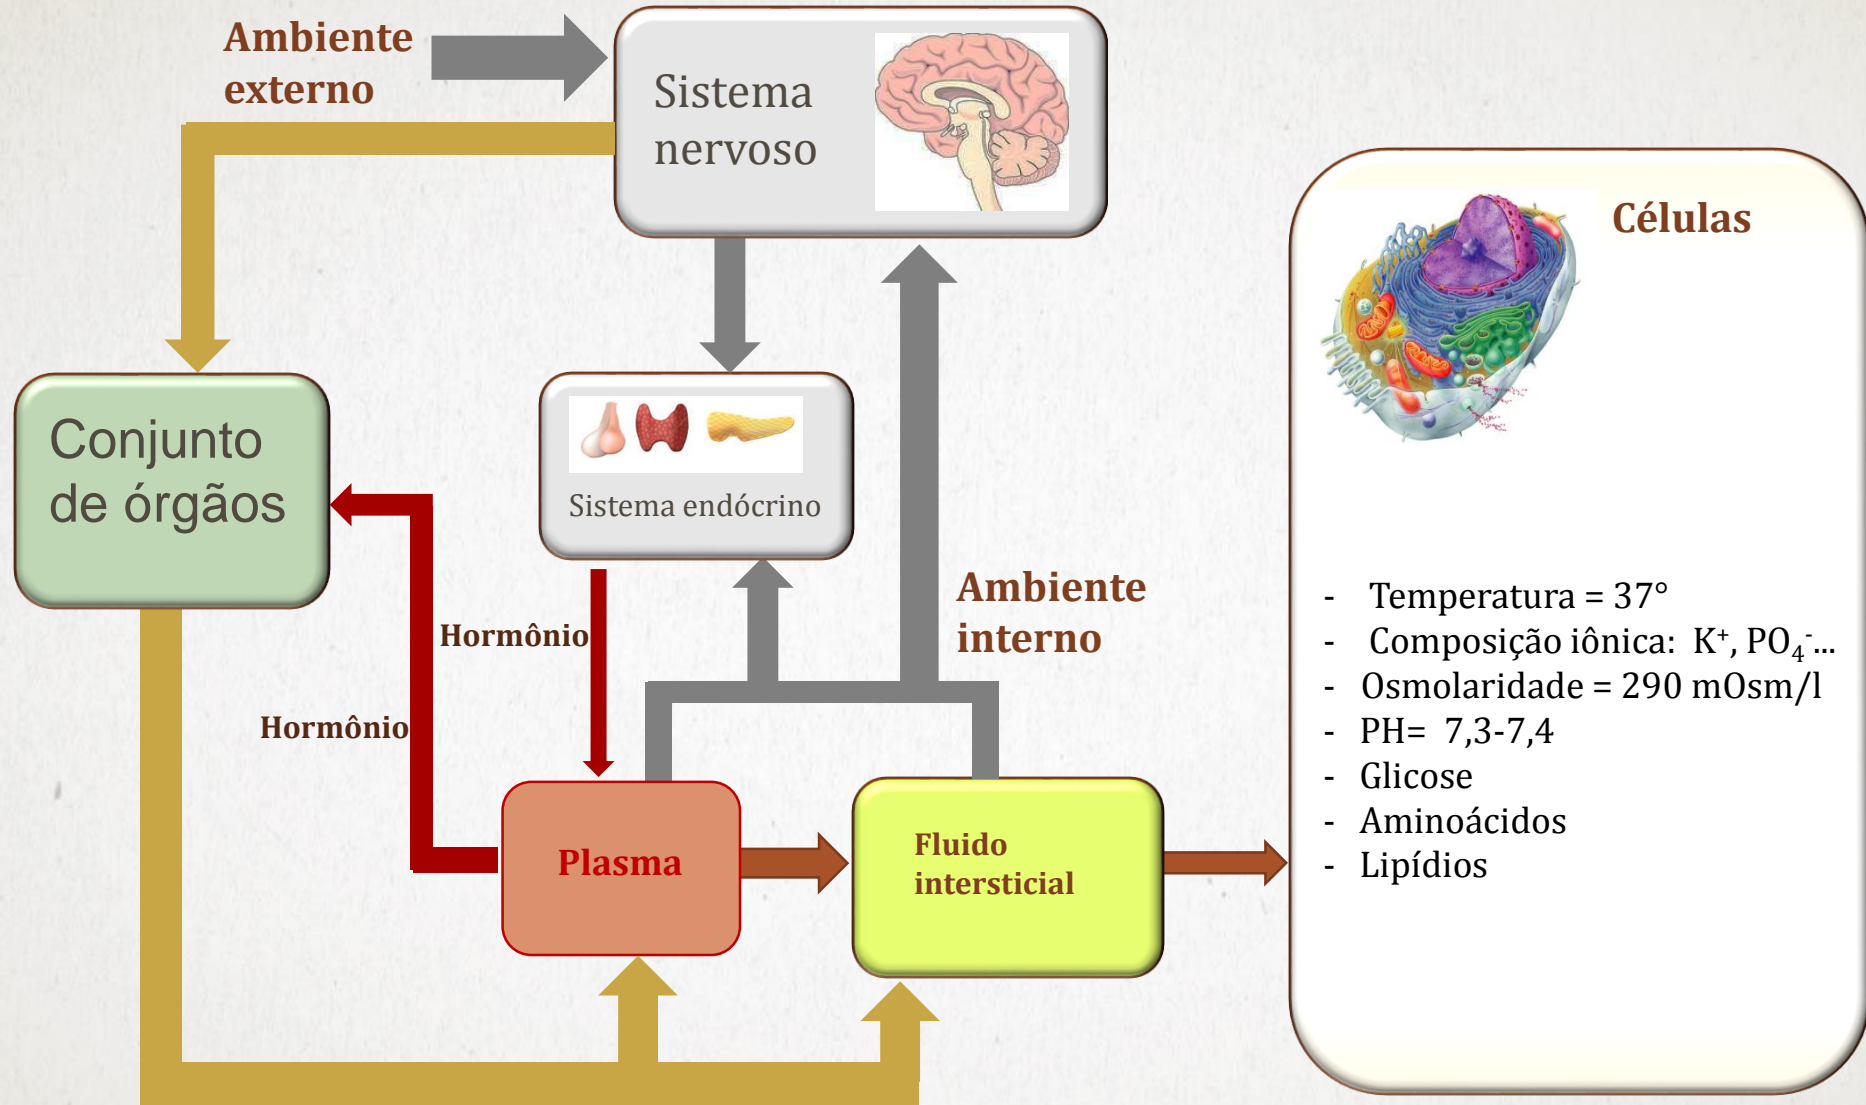 Ambiente
externo
Sistema
nervoso
Células
Conjunto
de órgãos
Sistema endócrino
Ambiente
interno
Hormônio
Hormônio
Plasma
Fluido
intersticial
- Temperatura = 37°
- Composição iônica: K⁺, PO₄⁻...
- Osmolaridade = 290 mOsm/l
- PH= 7,3-7,4
- Glicose
- Aminoácidos
- Lipídios